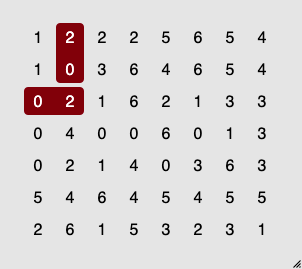 1 2 2 2 5 6 5 4
1 0 3 6 4 6 5 4
0 2 1 6 2 1 3 3
0 4 0 0 6 0 1 3
0 2 1 4 0 3 6 3
5 4 6 4 5 4 5 5
2 6 1 5 3 2 3 1